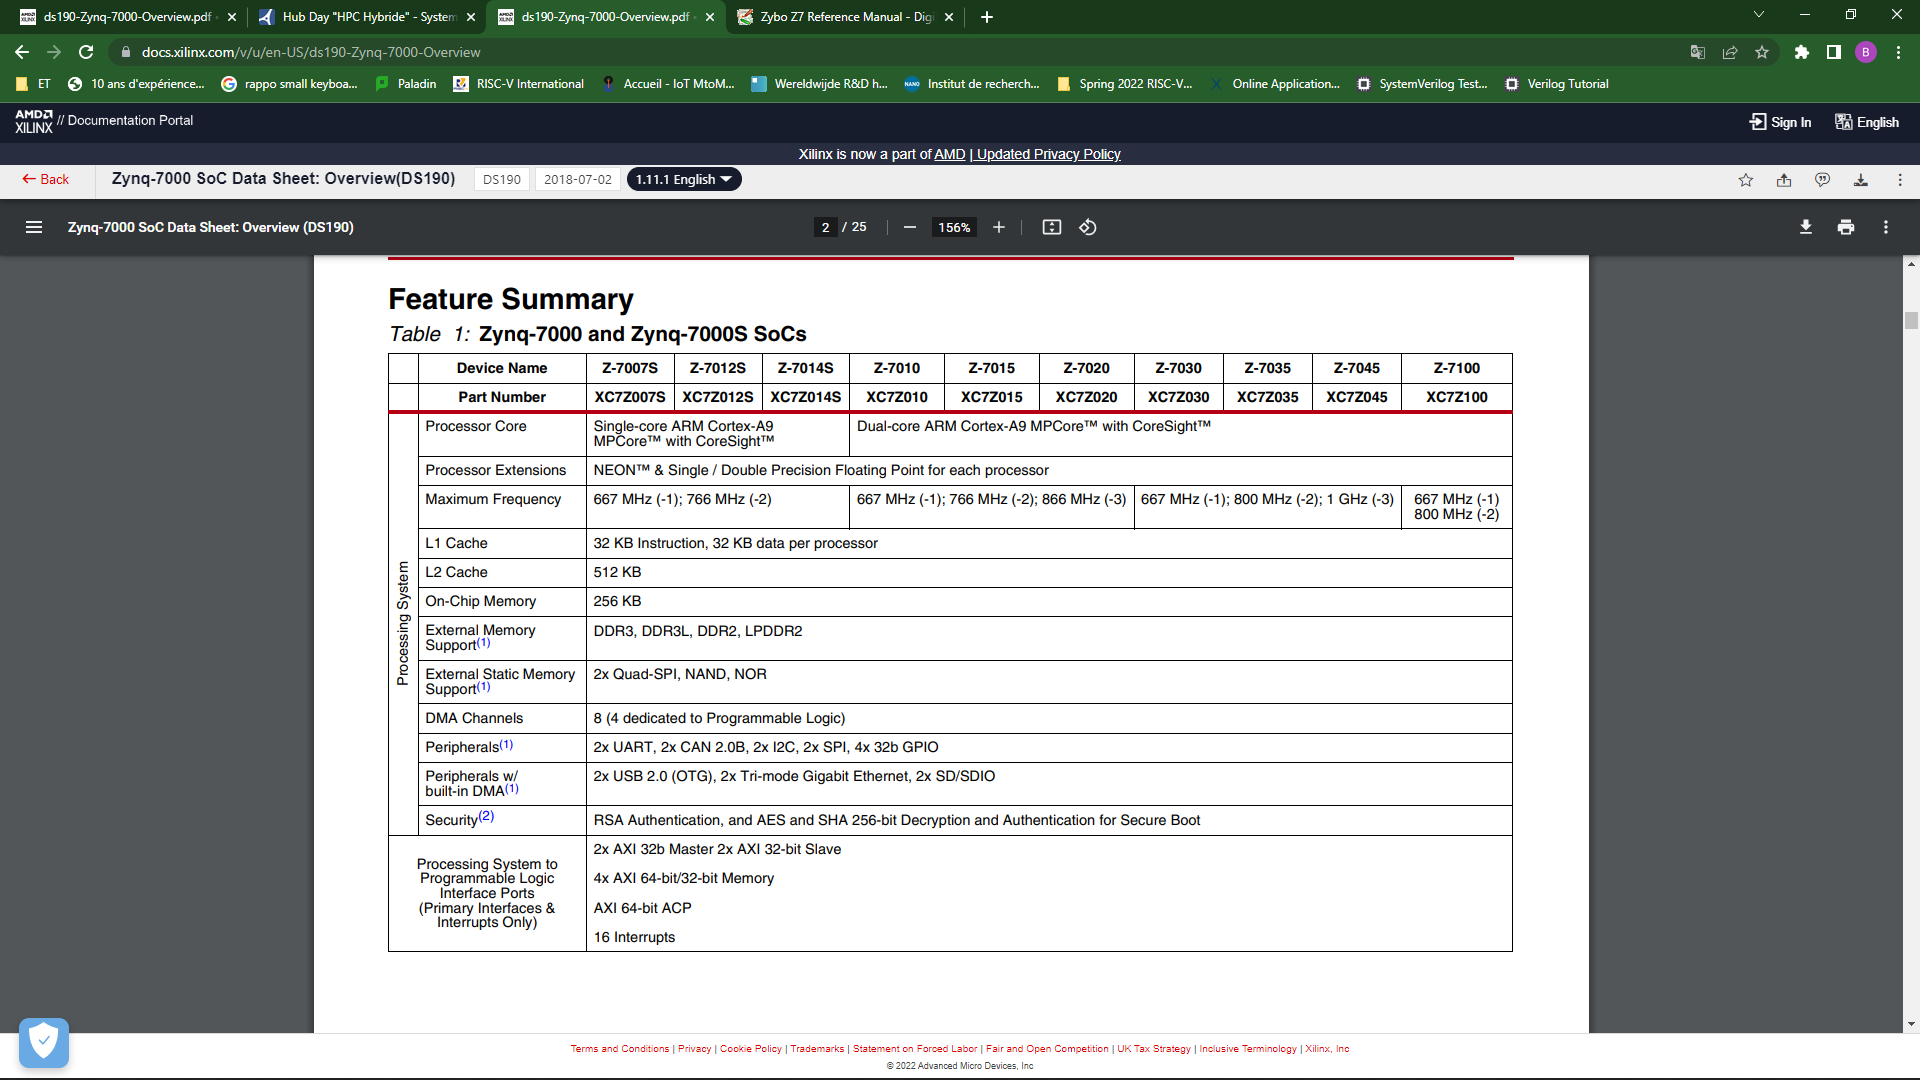 ds190-Zynq-7000-Overview.pdf
Hub Day "HPC Hybride" - System
ds190-Zynq-7000-Overview.pdf
Zybo Z7 Reference Manual - Digi
docs.xilinx.com/v/u/en-US/ds190-Zynq-7000-Overview
B
ET
10 ans d'expérience...
rappo small keyboa...
Paladin
RISC-V International
Accueil - IoT MtoM...
Wereldwijde R&D h...
Institut de recherch...
Spring 2022 RISC-V...
Online Application...
SystemVerilog Test...
Verilog Tutorial
AMD XILINX // Documentation Portal
Sign In
English
Xilinx is now a part of AMD | Updated Privacy Policy
Back
Zynq-7000 SoC Data Sheet: Overview(DS190)
DS190
2018-07-02
1.11.1 English
Zynq-7000 SoC Data Sheet: Overview (DS190)
2 / 25
156%
Feature Summary
Table 1: Zynq-7000 and Zynq-7000S SoCs
Device Name Z-7007S Z-7012S Z-7014S Z-7010 Z-7015 Z-7020 Z-7030 Z-7035 Z-7045 Z-7100
Part Number XC7Z007S XC7Z012S XC7Z014S XC7Z010 XC7Z015 XC7Z020 XC7Z030 XC7Z035 XC7Z045 XC7Z100
Processing System
Processor Core
Single-core ARM Cortex-A9
MPCore™ with CoreSight™
Dual-core ARM Cortex-A9 MPCore™ with CoreSight™
Processor Extensions
NEON™ & Single / Double Precision Floating Point for each processor
Maximum Frequency
667 MHz (-1); 766 MHz (-2)
667 MHz (-1); 766 MHz (-2); 866 MHz (-3)
667 MHz (-1); 800 MHz (-2); 1 GHz (-3)
667 MHz (-1)
800 MHz (-2)
L1 Cache
32 KB Instruction, 32 KB data per processor
L2 Cache
512 KB
On-Chip Memory
256 KB
External Memory
Support(1)
DDR3, DDR3L, DDR2, LPDDR2
External Static Memory
Support(1)
2x Quad-SPI, NAND, NOR
DMA Channels
8 (4 dedicated to Programmable Logic)
Peripherals(1)
2x UART, 2x CAN 2.0B, 2x I2C, 2x SPI, 4x 32b GPIO
Peripherals w/
built-in DMA(1)
2x USB 2.0 (OTG), 2x Tri-mode Gigabit Ethernet, 2x SD/SDIO
Security(2)
RSA Authentication, and AES and SHA 256-bit Decryption and Authentication for Secure Boot
Processing System to
Programmable Logic
Interface Ports
(Primary Interfaces &
Interrupts Only)
2x AXI 32b Master 2x AXI 32-bit Slave
4x AXI 64-bit/32-bit Memory
AXI 64-bit ACP
16 Interrupts
Terms and Conditions | Privacy | Cookie Policy | Trademarks | Statement on Forced Labor | Fair and Open Competition | UK Tax Strategy | Inclusive Terminology | Xilinx, Inc
© 2022 Advanced Micro Devices, Inc